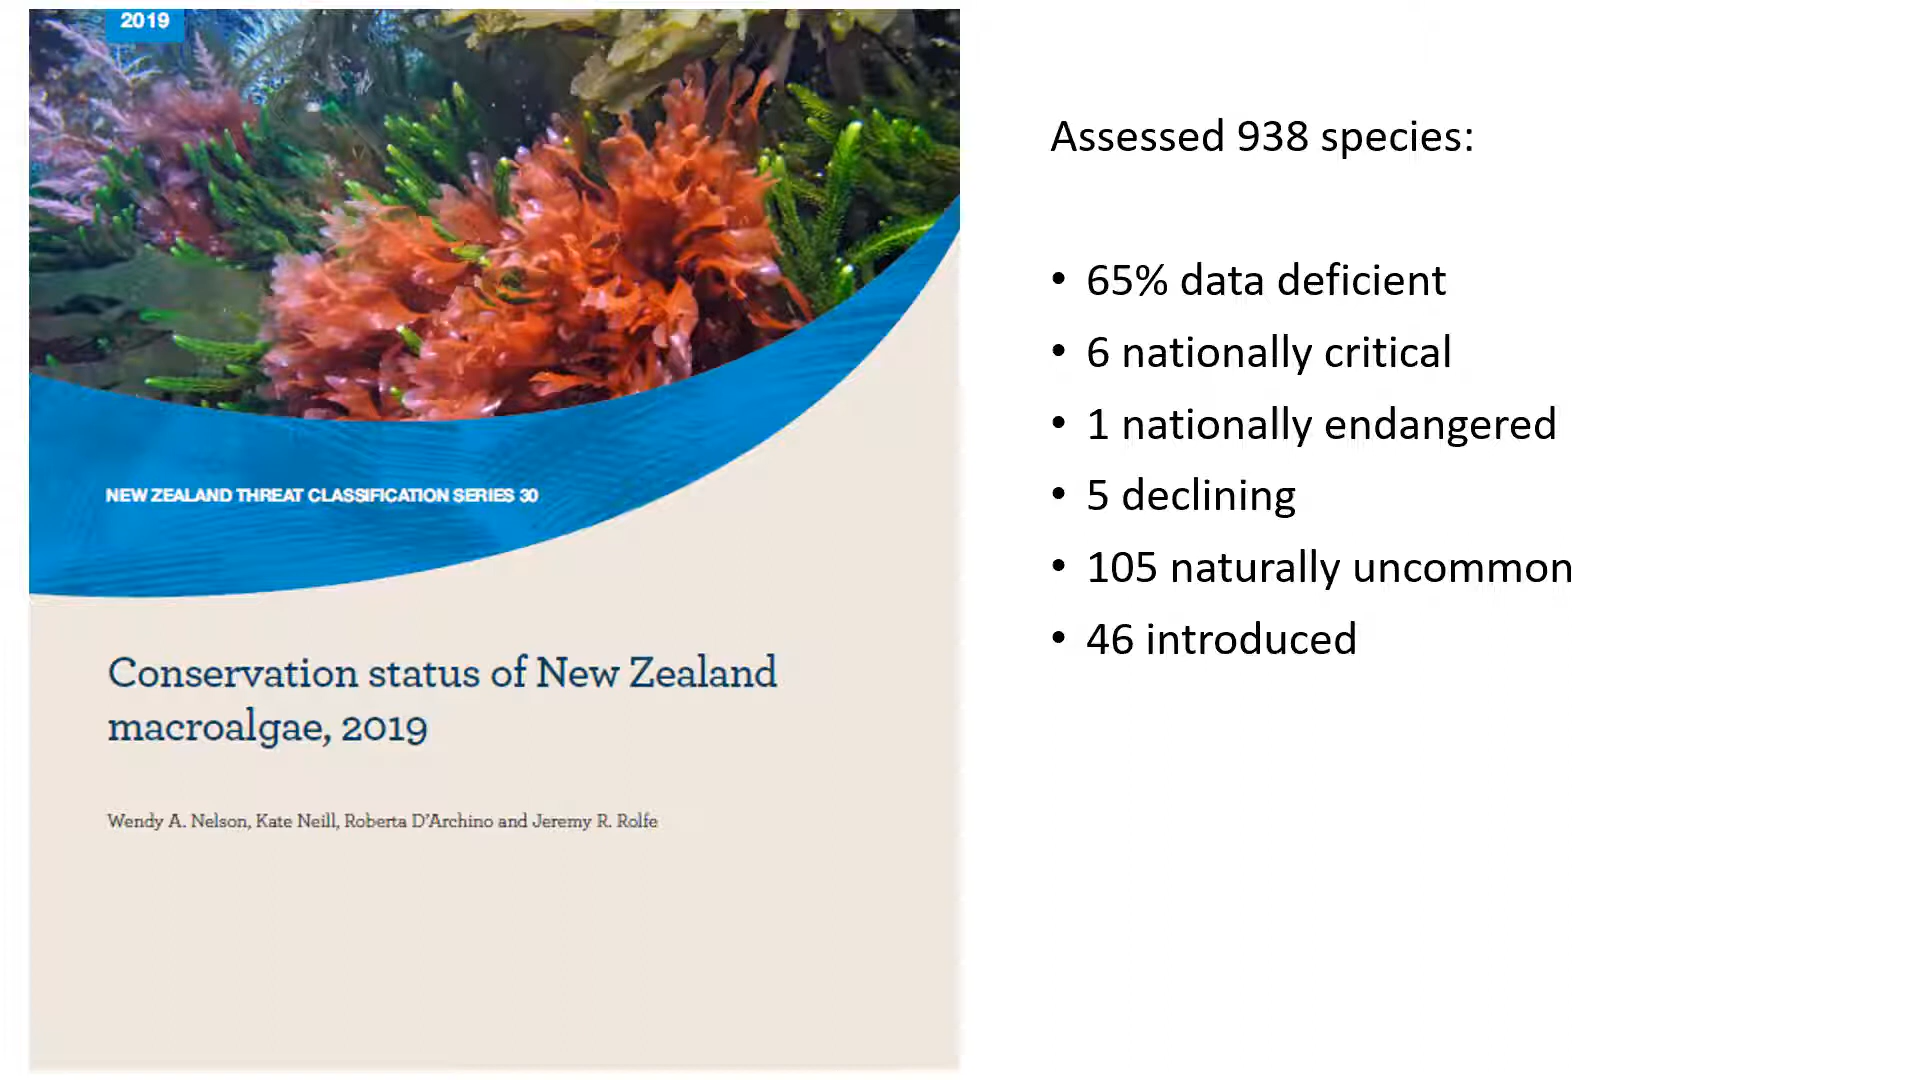 2019
NEW ZEALAND THREAT CLASSIFICATION SERIES 30
Conservation status of New Zealand
macroalgae, 2019
Wendy A. Nelson, Kate Neill, Roberta D'Archino and Jeremy R. Rolfe
Assessed 938 species:
• 65% data deficient
• 6 nationally critical
• 1 nationally endangered
• 5 declining
• 105 naturally uncommon
• 46 introduced